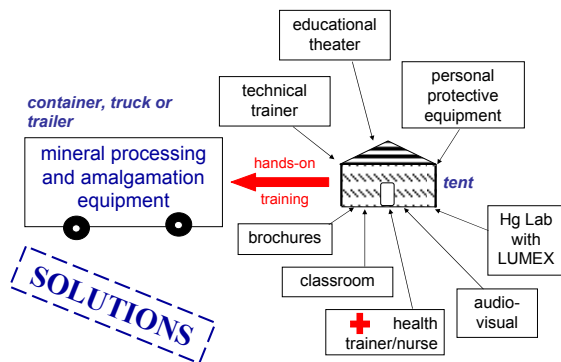 educational
theater
technical
trainer
personal
protective
equipment
container, truck or
trailer
mineral processing
and amalgamation
equipment
hands-on
training
tent
brochures
Hg Lab
with
LUMEX
classroom
audio-
visual
health
trainer/nurse
SOLUTIONS